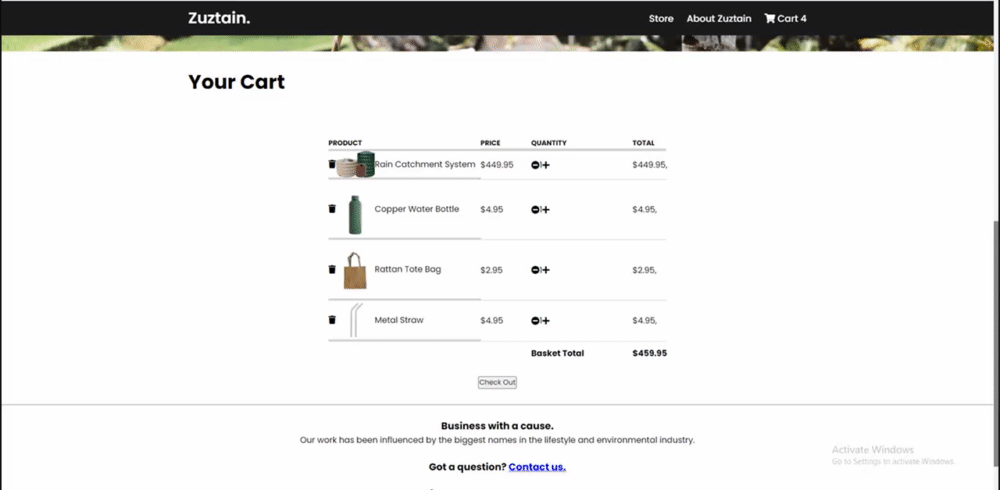 Zuztain.
Store About Zuztain Cart 4
Your Cart
PRODUCT PRICE QUANTITY TOTAL
Rain Catchment System $449.95 1 $449.95,
Copper Water Bottle $4.95 1 $4.95,
Rattan Tote Bag $2.95 1 $2.95,
Metal Straw $4.95 1 $4.95,
Basket Total $459.95
Check Out
Business with a cause.
Our work has been influenced by the biggest names in the lifestyle and environmental industry.
Got a question? Contact us.
Activate Windows
Go to Settings to activate Windows.